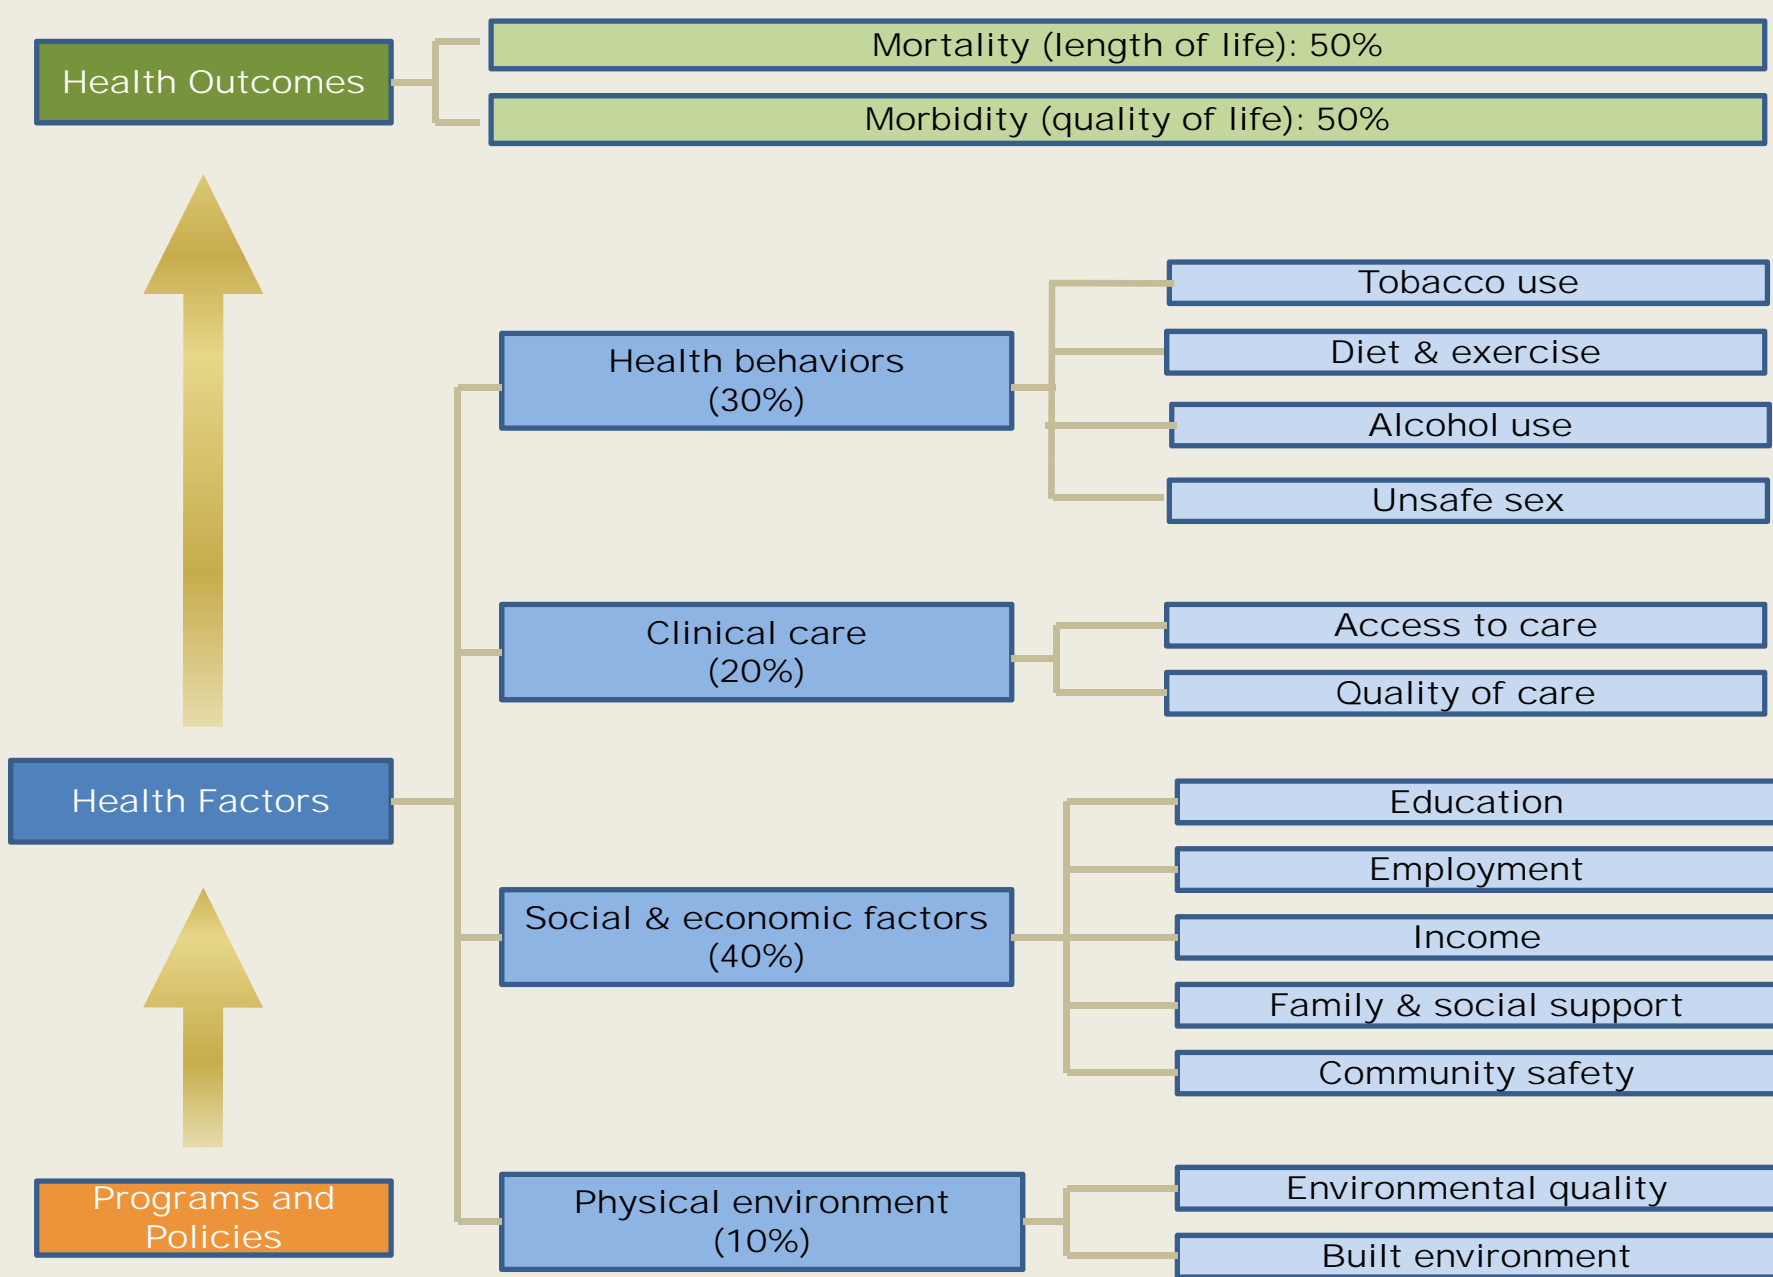 Health Outcomes
Mortality (length of life): 50%
Morbidity (quality of life): 50%
Health Factors
Health behaviors
(30%)
Tobacco use
Diet & exercise
Alcohol use
Unsafe sex
Clinical care
(20%)
Access to care
Quality of care
Social & economic factors
(40%)
Education
Employment
Income
Family & social support
Community safety
Physical environment
(10%)
Environmental quality
Built environment
Programs and
Policies